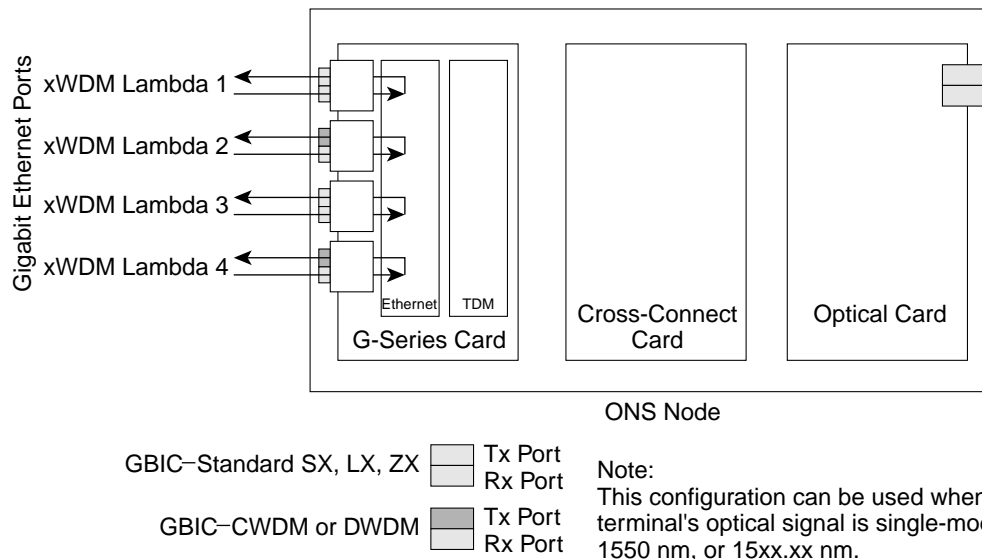 Gigabit Ethernet Ports
xWDM Lambda 1
xWDM Lambda 2
xWDM Lambda 3
xWDM Lambda 4
Ethernet
TDM
G-Series Card
Cross-Connect
Card
Optical Card
ONS Node
GBIC–Standard SX, LX, ZX
Tx Port
Rx Port
GBIC–CWDM or DWDM
Tx Port
Rx Port
Note:
This configuration can be used when
terminal's optical signal is
1550 nm, or 15xx.xx nm.